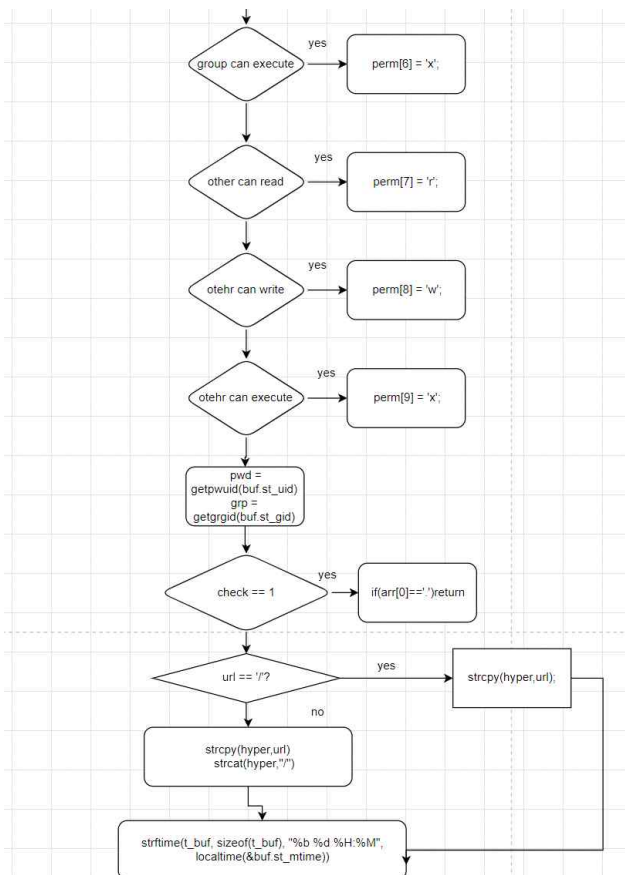 yes
group can execute
perm[6] = 'x';
yes
other can read
perm[7] = 'r';
yes
otehr can write
perm[8] = 'w';
yes
otehr can execute
perm[9] = 'x';
pwd =
getpwuid(buf.st_uid)
grp =
getgrgid(buf.st_gid)
yes
check == 1
if(arr[0]=='.')return
yes
url == '/'?
strcpy(hyper,url);
no
strcpy(hyper,url)
strcat(hyper,"/")
strftime(t_buf, sizeof(t_buf), "%b %d %H:%M",
localtime(&buf.st_mtime))